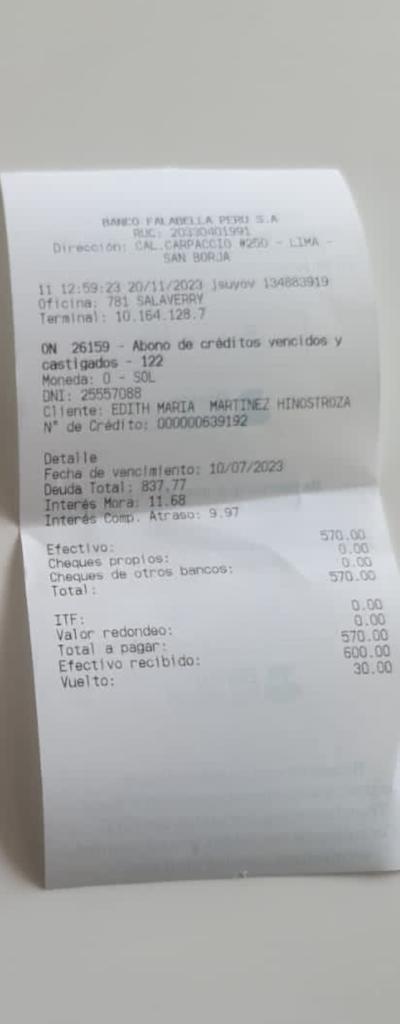 BANCO FALABELLA PERU S.A
RUC: 20330401991
Dirección: CAL.CARPACCIO #250 - LIMA -
SAN BORJA
11 12:59:23 20/11/2023 jsuyov 134883919
Oficina: 781 SALAVERRY
Terminal: 10.164.128.7
ON 26159 - Abono de créditos vencidos y
castigados - 122
Moneda: 0 - SOL
DNI: 25557088
Cliente: EDITH MARIA MARTINEZ HINOSTROZA
N° de Crédito: 000000639192
Detalle
Fecha de vencimiento: 10/07/2023
Deuda Total: 837.77
Interés Mora: 11.68
Interés Comp. Atraso: 9.97
Efectivo: 570.00
Cheques propios: 0.00
Cheques de otros bancos: 0.00
Total: 570.00
ITF: 0.00
Valor redondeo: 0.00
Total a pagar: 570.00
Efectivo recibido: 600.00
Vuelto: 30.00